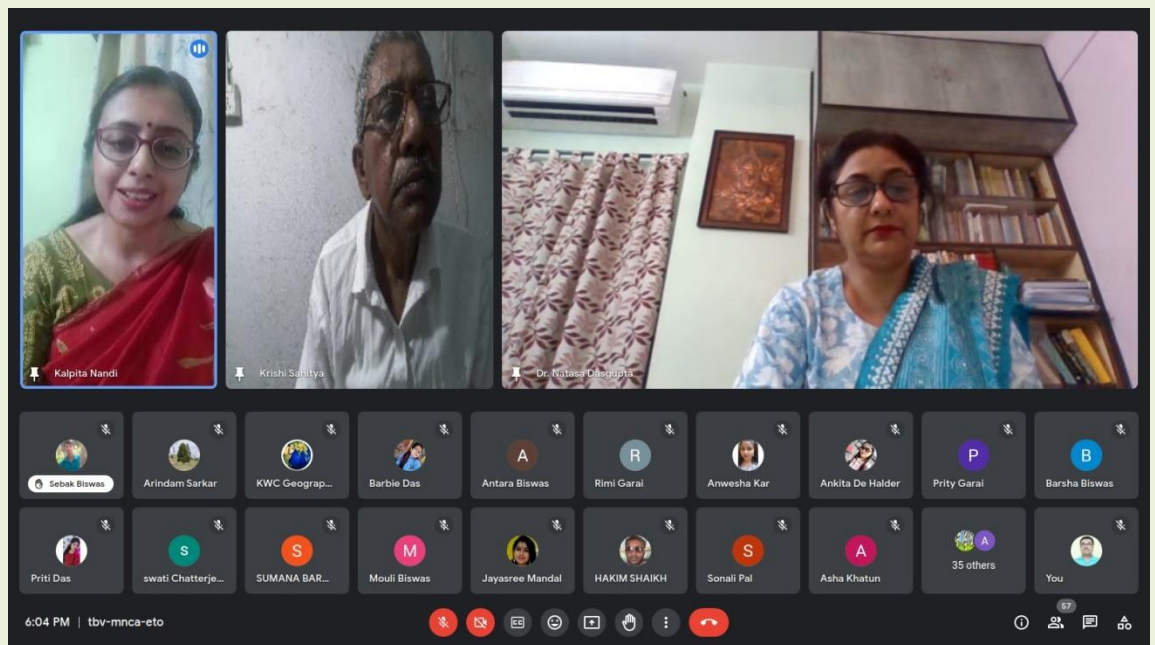 Kalpita Nandi
Krishi Sahitya
Dr. Natasa Dasgupta
Sebak Biswas
Arindam Sarkar
KWC Geograp...
Barbie Das
A
Antara Biswas
R
Rimi Garai
Anwesha Kar
Ankita De Halder
P
Prity Garai
B
Barsha Biswas
Priti Das
s
swati Chatterje...
S
SUMANA BAR...
M
Mouli Biswas
Jayasree Mandal
HAKIM SHAIKH
S
Sonali Pal
A
Asha Khatun
A
35 others
You
6:04 PM | tbv-mnca-eto
CC
57